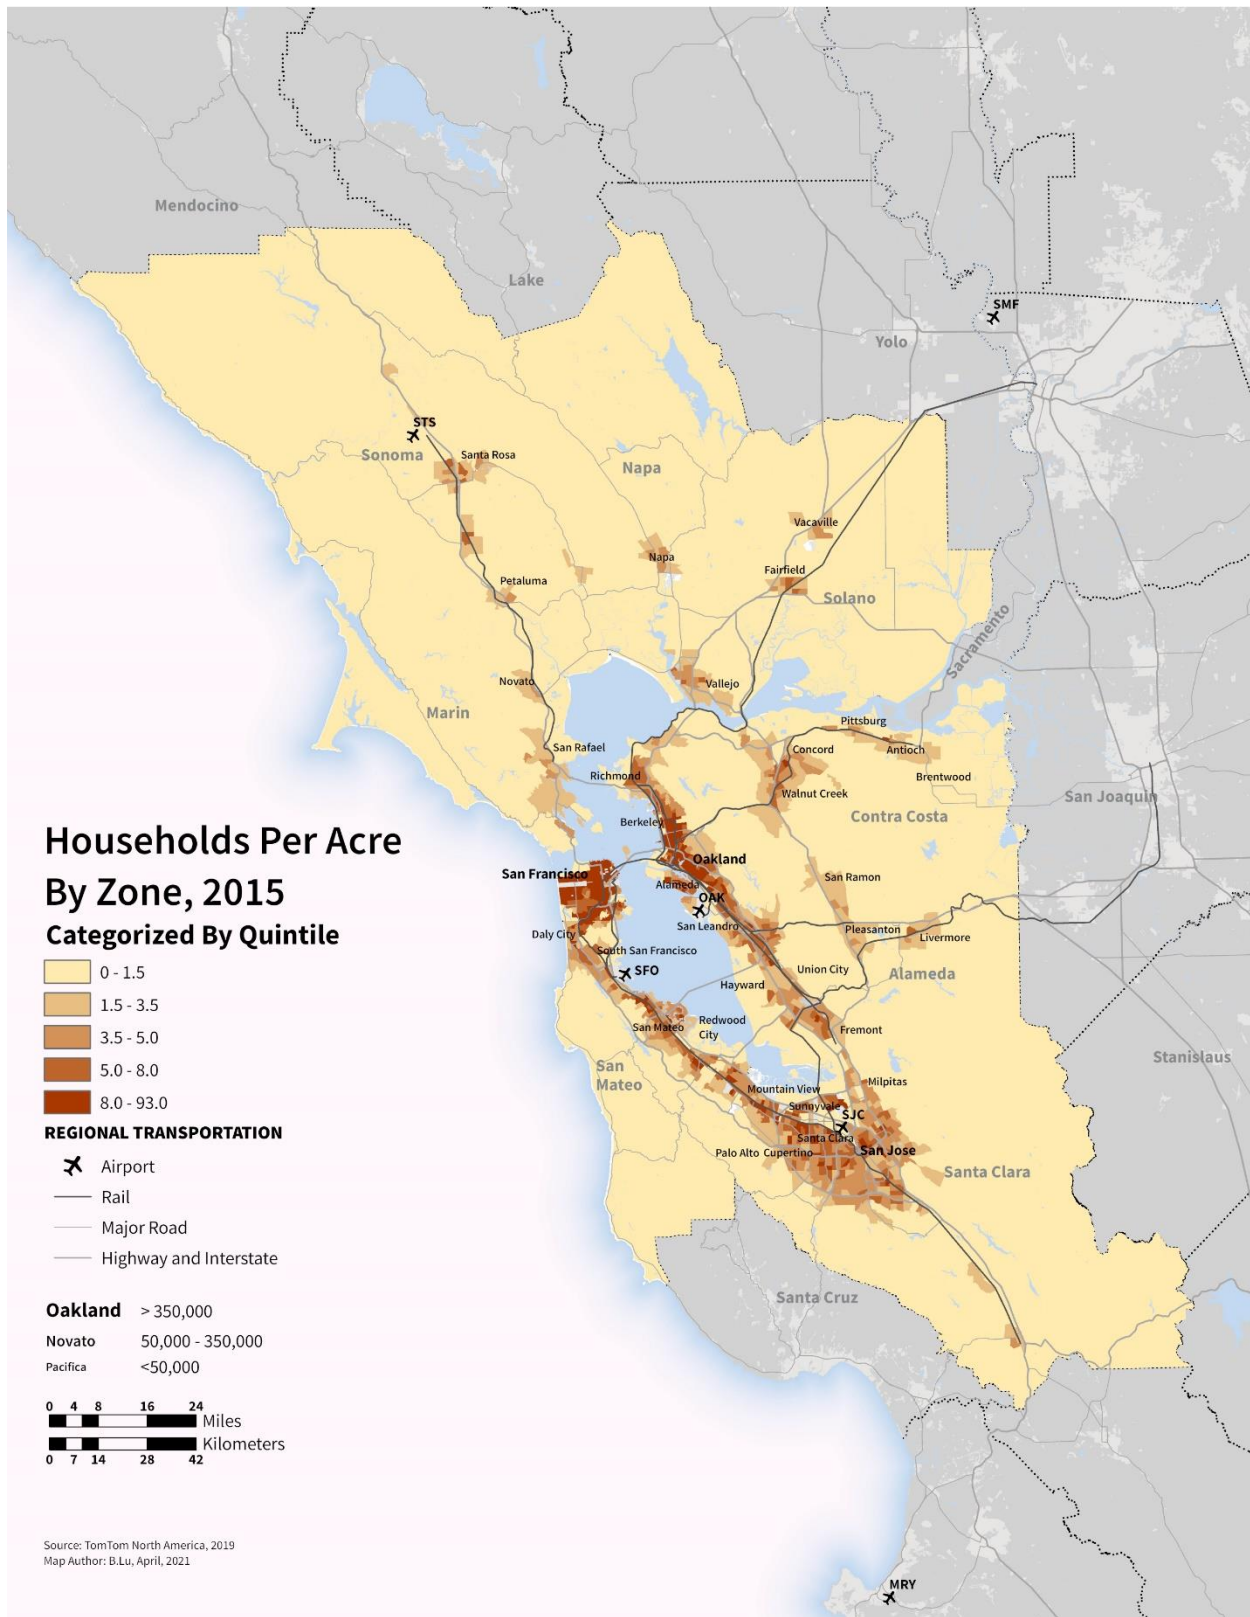 Mendocino
Lake
SMF
Yolo
STS
Sonoma
Santa Rosa
Napa
Vacaville
Napa
Fairfield
Petaluma
Solano
Sacramento
Novato
Vallejo
Marin
Pittsburg
San Rafael
Concord
Antioch
Richmond
Brentwood
Walnut Creek
San Joaquin
Contra Costa
Berkeley
Oakland
San Francisco
San Ramon
Alameda
OAK
San Leandro
Pleasanton
Livermore
Daly City
South San Francisco
SFO
Union City
Alameda
Hayward
Redwood
City
San Mateo
Fremont
Stanislaus
San
Mateo
Milpitas
Mountain View
Sunnyvale
SJC
Santa Clara
San Jose
Palo Alto
Cupertino
Santa Clara
Santa Cruz
MRY
Households Per Acre
By Zone, 2015
Categorized By Quintile
0 - 1.5
1.5 - 3.5
3.5 - 5.0
5.0 - 8.0
8.0 - 93.0
REGIONAL TRANSPORTATION
Airport
Rail
Major Road
Highway and Interstate
Oakland > 350,000
Novato 50,000 - 350,000
Pacifica <50,000
0 4 8 16 24
Miles
Kilometers
0 7 14 28 42
Source: TomTom North America, 2019
Map Author: B.Lu, April, 2021